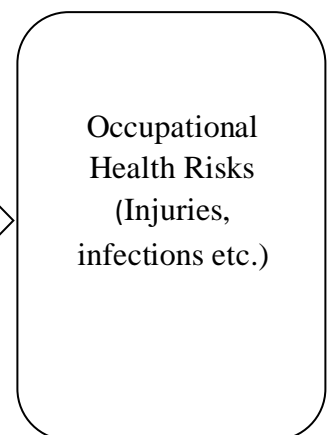 Occupational
Health Risks
(Injuries,
infections etc.)